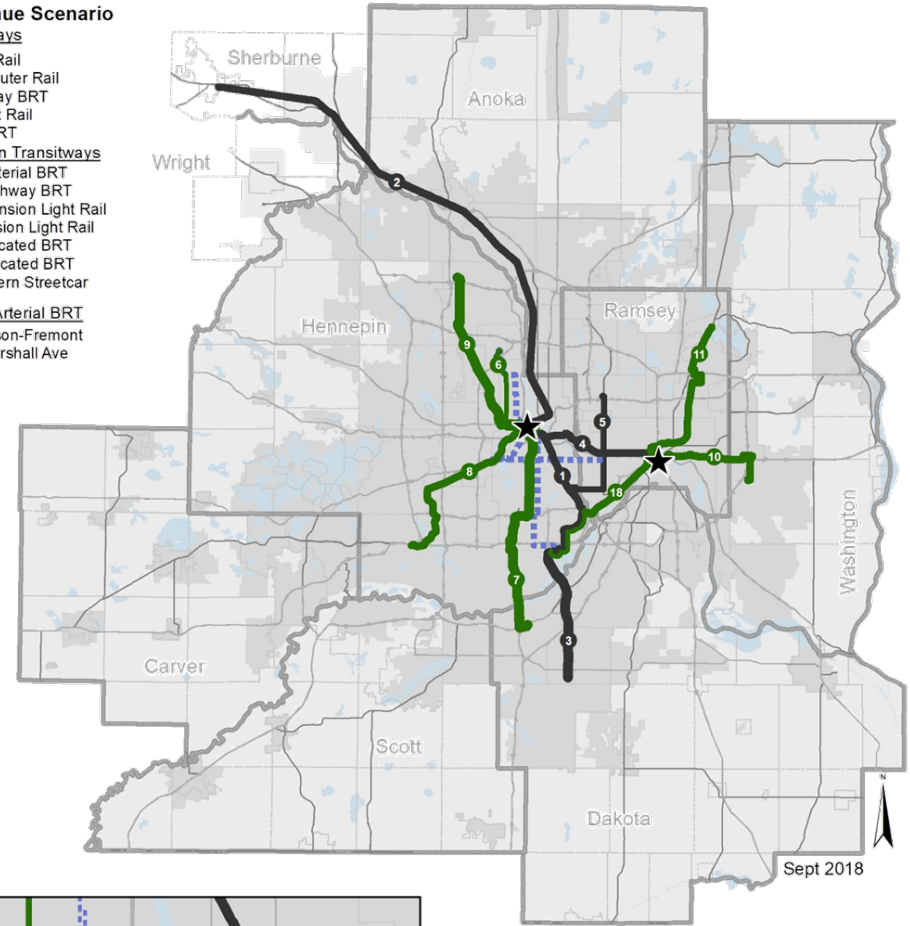 ue Scenario
ays
Rail
uter Rail
ay BRT
t Rail
RT
n Transitways
terial BRT
hway BRT
nsion Light Rail
sion Light Rail
cated BRT
cated BRT
ern Streetcar
Arterial BRT
son-Fremont
rshall Ave
Sherburne
Anoka
Wright
2
Hennepin
Ramsey
9
6
11
5
4
10
8
1
18
Washington
7
3
Carver
Scott
Dakota
N
Sept 2018